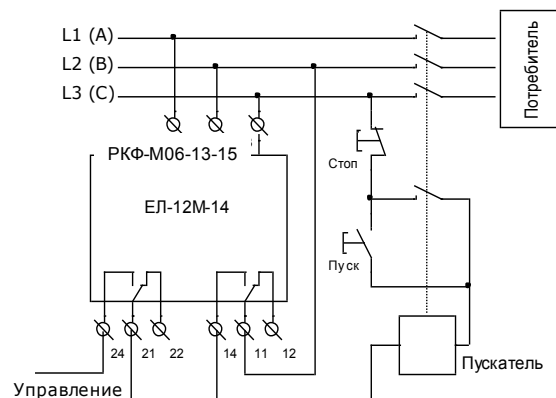 L1 (A)
L2 (B)
L3 (C)
Потребитель
РКФ-М06-13-15
ЕЛ-12М-14
Стоп
Пуск
24 21 22 14 11 12
Пускатель
Управление